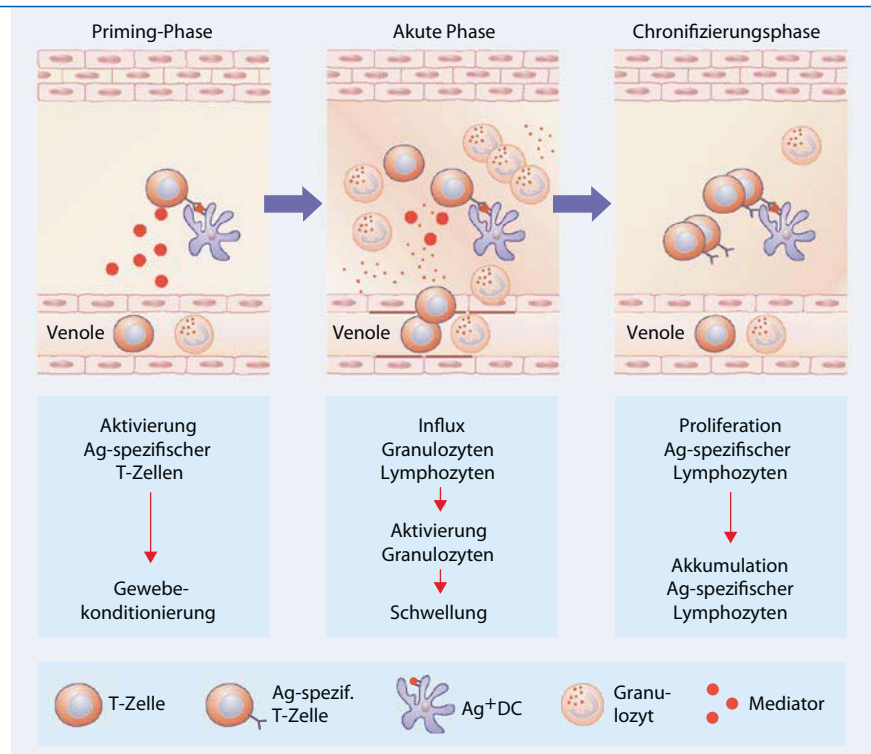 Priming-Phase
Akute Phase
Chronifizierungsphase
Venole
Venole
Venole
Aktivierung
Ag-spezifischer
T-Zellen
Gewebe-
konditionierung
Influx
Granulozyten
Lymphozyten
Aktivierung
Granulozyten
Schwellung
Proliferation
Ag-spezifischer
Lymphozyten
Akkumulation
Ag-spezifischer
Lymphozyten
T-Zelle
Ag-spezif.
T-Zelle
Ag⁺DC
Granu-
lozyt
Mediator